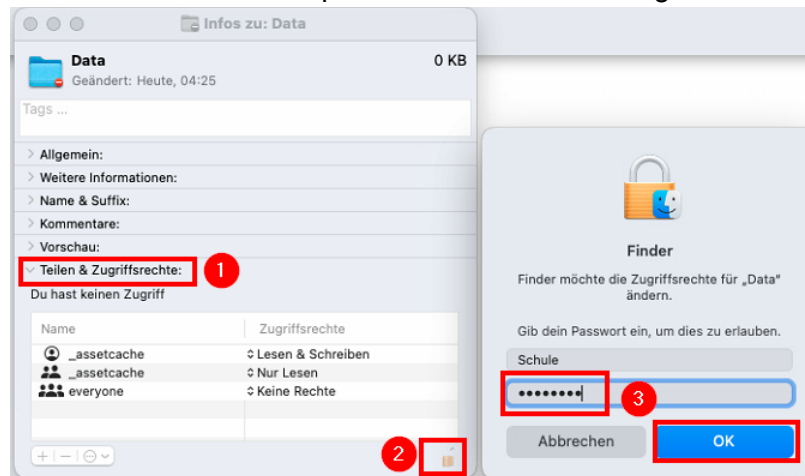 Infos zu: Data
Data
0 KB
Geändert: Heute, 04:25
Tags ...
Allgemein:
Weitere Informationen:
Name & Suffix:
Kommentare:
Vorschau:
Teilen & Zugriffsrechte:
1
Du hast keinen Zugriff
Name
Zugriffsrechte
_assetcache
Lesen & Schreiben
_assetcache
Nur Lesen
everyone
Keine Rechte
2
Finder
Finder möchte die Zugriffsrechte für „Data“
ändern.
Gib dein Passwort ein, um dies zu erlauben.
Schule
••••••••
3
Abbrechen
OK